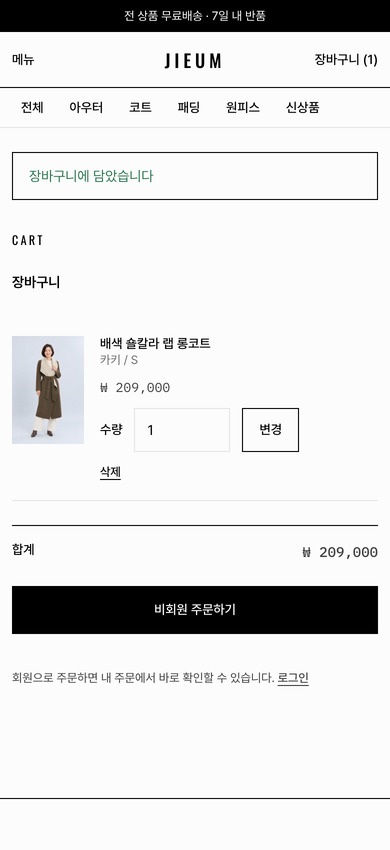 전 상품 무료배송 · 7일 내 반품
메뉴
JIEUM
장바구니 (1)
전체 아우터 코트 패딩 원피스 신상품
장바구니에 담았습니다
CART
장바구니
배색 숄칼라 랩 롱코트
카키 / S
₩ 209,000
수량 1 변경
삭제
합계 ₩ 209,000
비회원 주문하기
회원으로 주문하면 내 주문에서 바로 확인할 수 있습니다. 로그인